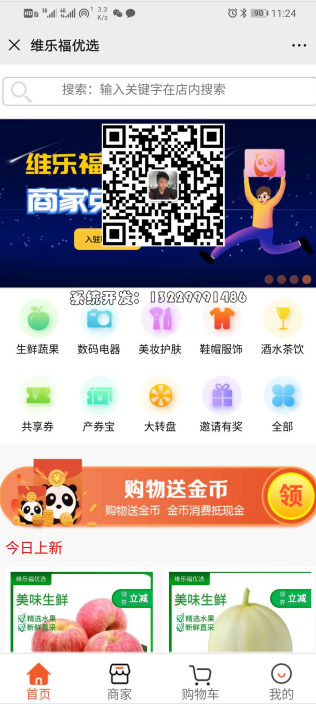 HD 3.3 K/s 90 11:24
维乐福优选
搜索：输入关键字在店内搜索
维乐福
商家
入驻
系统开发：13229991486
生鲜蔬果 数码电器 美妆护肤 鞋帽服饰 酒水茶饮
共享券 产券宝 大转盘 邀请有奖 全部
购物送金币
购物送金币 金币消费抵现金
领
今日上新
维乐福优选 领券 立减
美味生鲜
精选水果
新鲜直采
维乐福优选 领券 立减
美味生鲜
精选水果
新鲜直采
首页 商家 购物车 我的